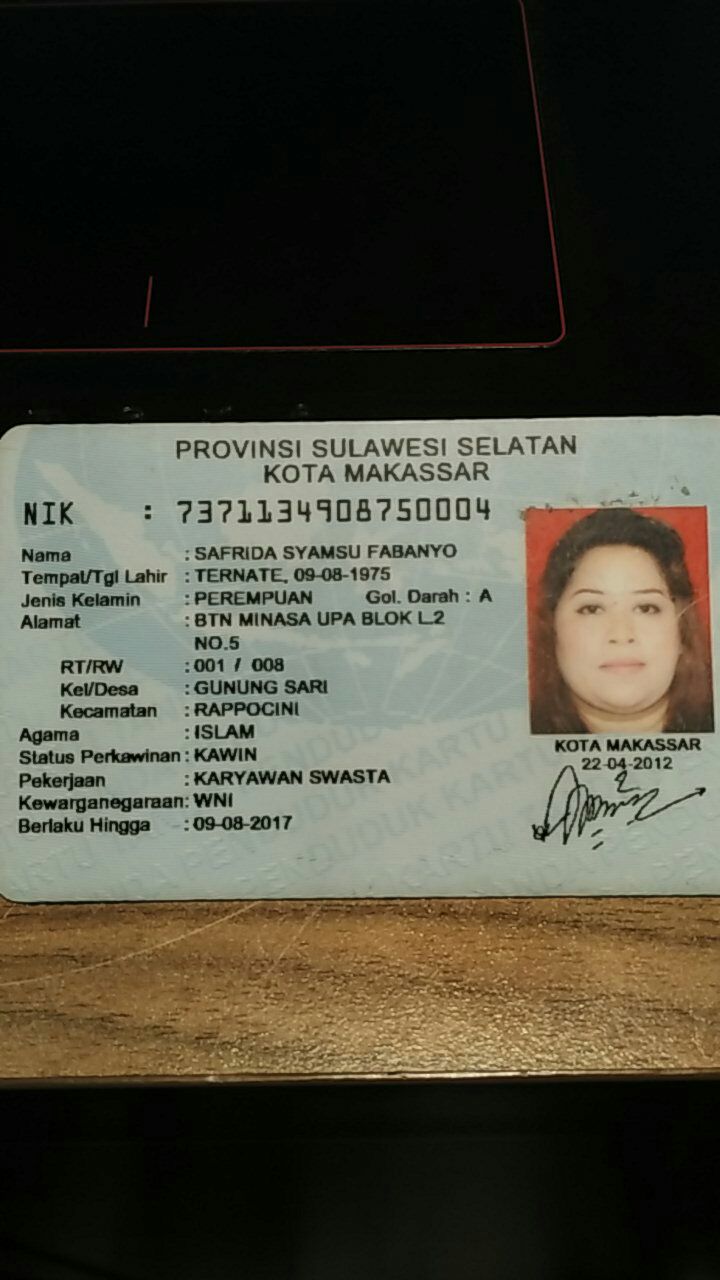 PROVINSI SULAWESI SELATAN
KOTA MAKASSAR
NIK : 7371134908750004
Nama : SAFRIDA SYAMSU FABANYO
Tempat/Tgl Lahir : TERNATE, 09-08-1975
Jenis Kelamin : PEREMPUAN Gol. Darah : A
Alamat : BTN MINASA UPA BLOK L.2
NO.5
RT/RW : 001 / 008
Kel/Desa : GUNUNG SARI
Kecamatan : RAPPOCINI
Agama : ISLAM
Status Perkawinan : KAWIN
Pekerjaan : KARYAWAN SWASTA
Kewarganegaraan : WNI
Berlaku Hingga : 09-08-2017
KOTA MAKASSAR
22-04-2012